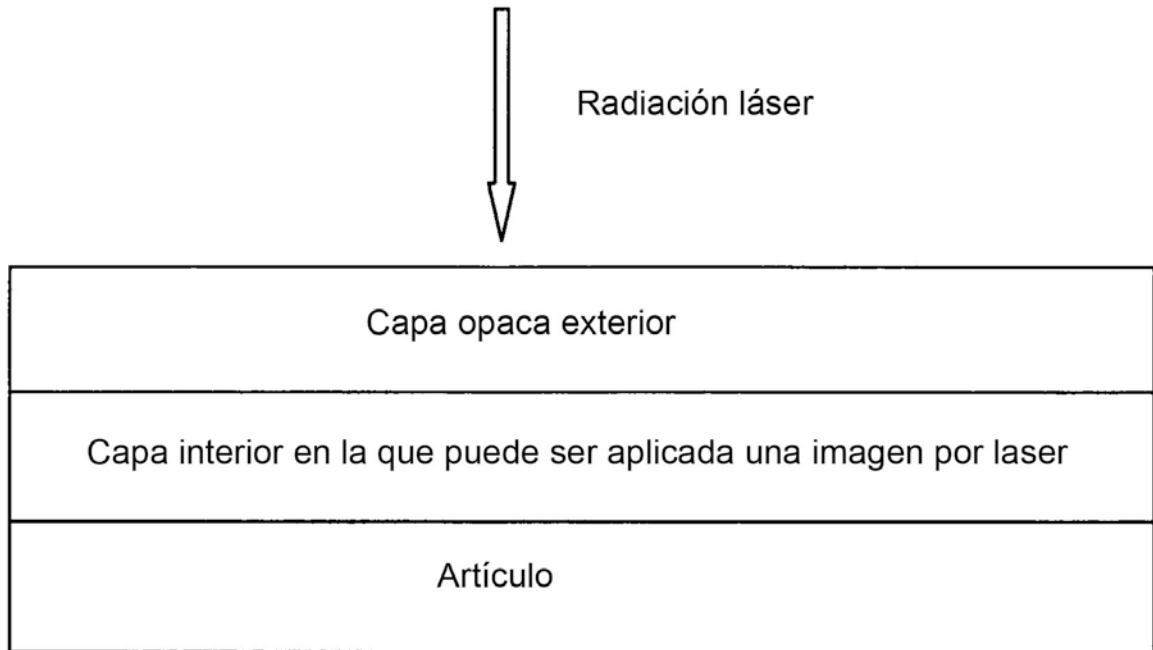 Radiación láser
Capa opaca exterior
Capa interior en la que puede ser aplicada una imagen por laser
Artículo